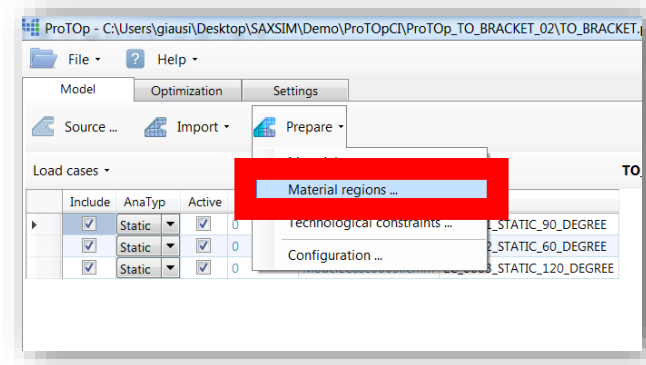 ProTOp - C:\Users\giausi\Desktop\SAXSIM\Demo\ProTOpCI\ProTOp_TO_BRACKET_02\TO_BRACKET.
File Help
Model Optimization Settings
Source ... Import Prepare
Load cases TO_
Material regions ...
Include AnaTyp Active
Technological constraints ...
Static 0 _STATIC_90_DEGREE
Static 0 _STATIC_60_DEGREE
Configuration ...
Static 0 _STATIC_120_DEGREE